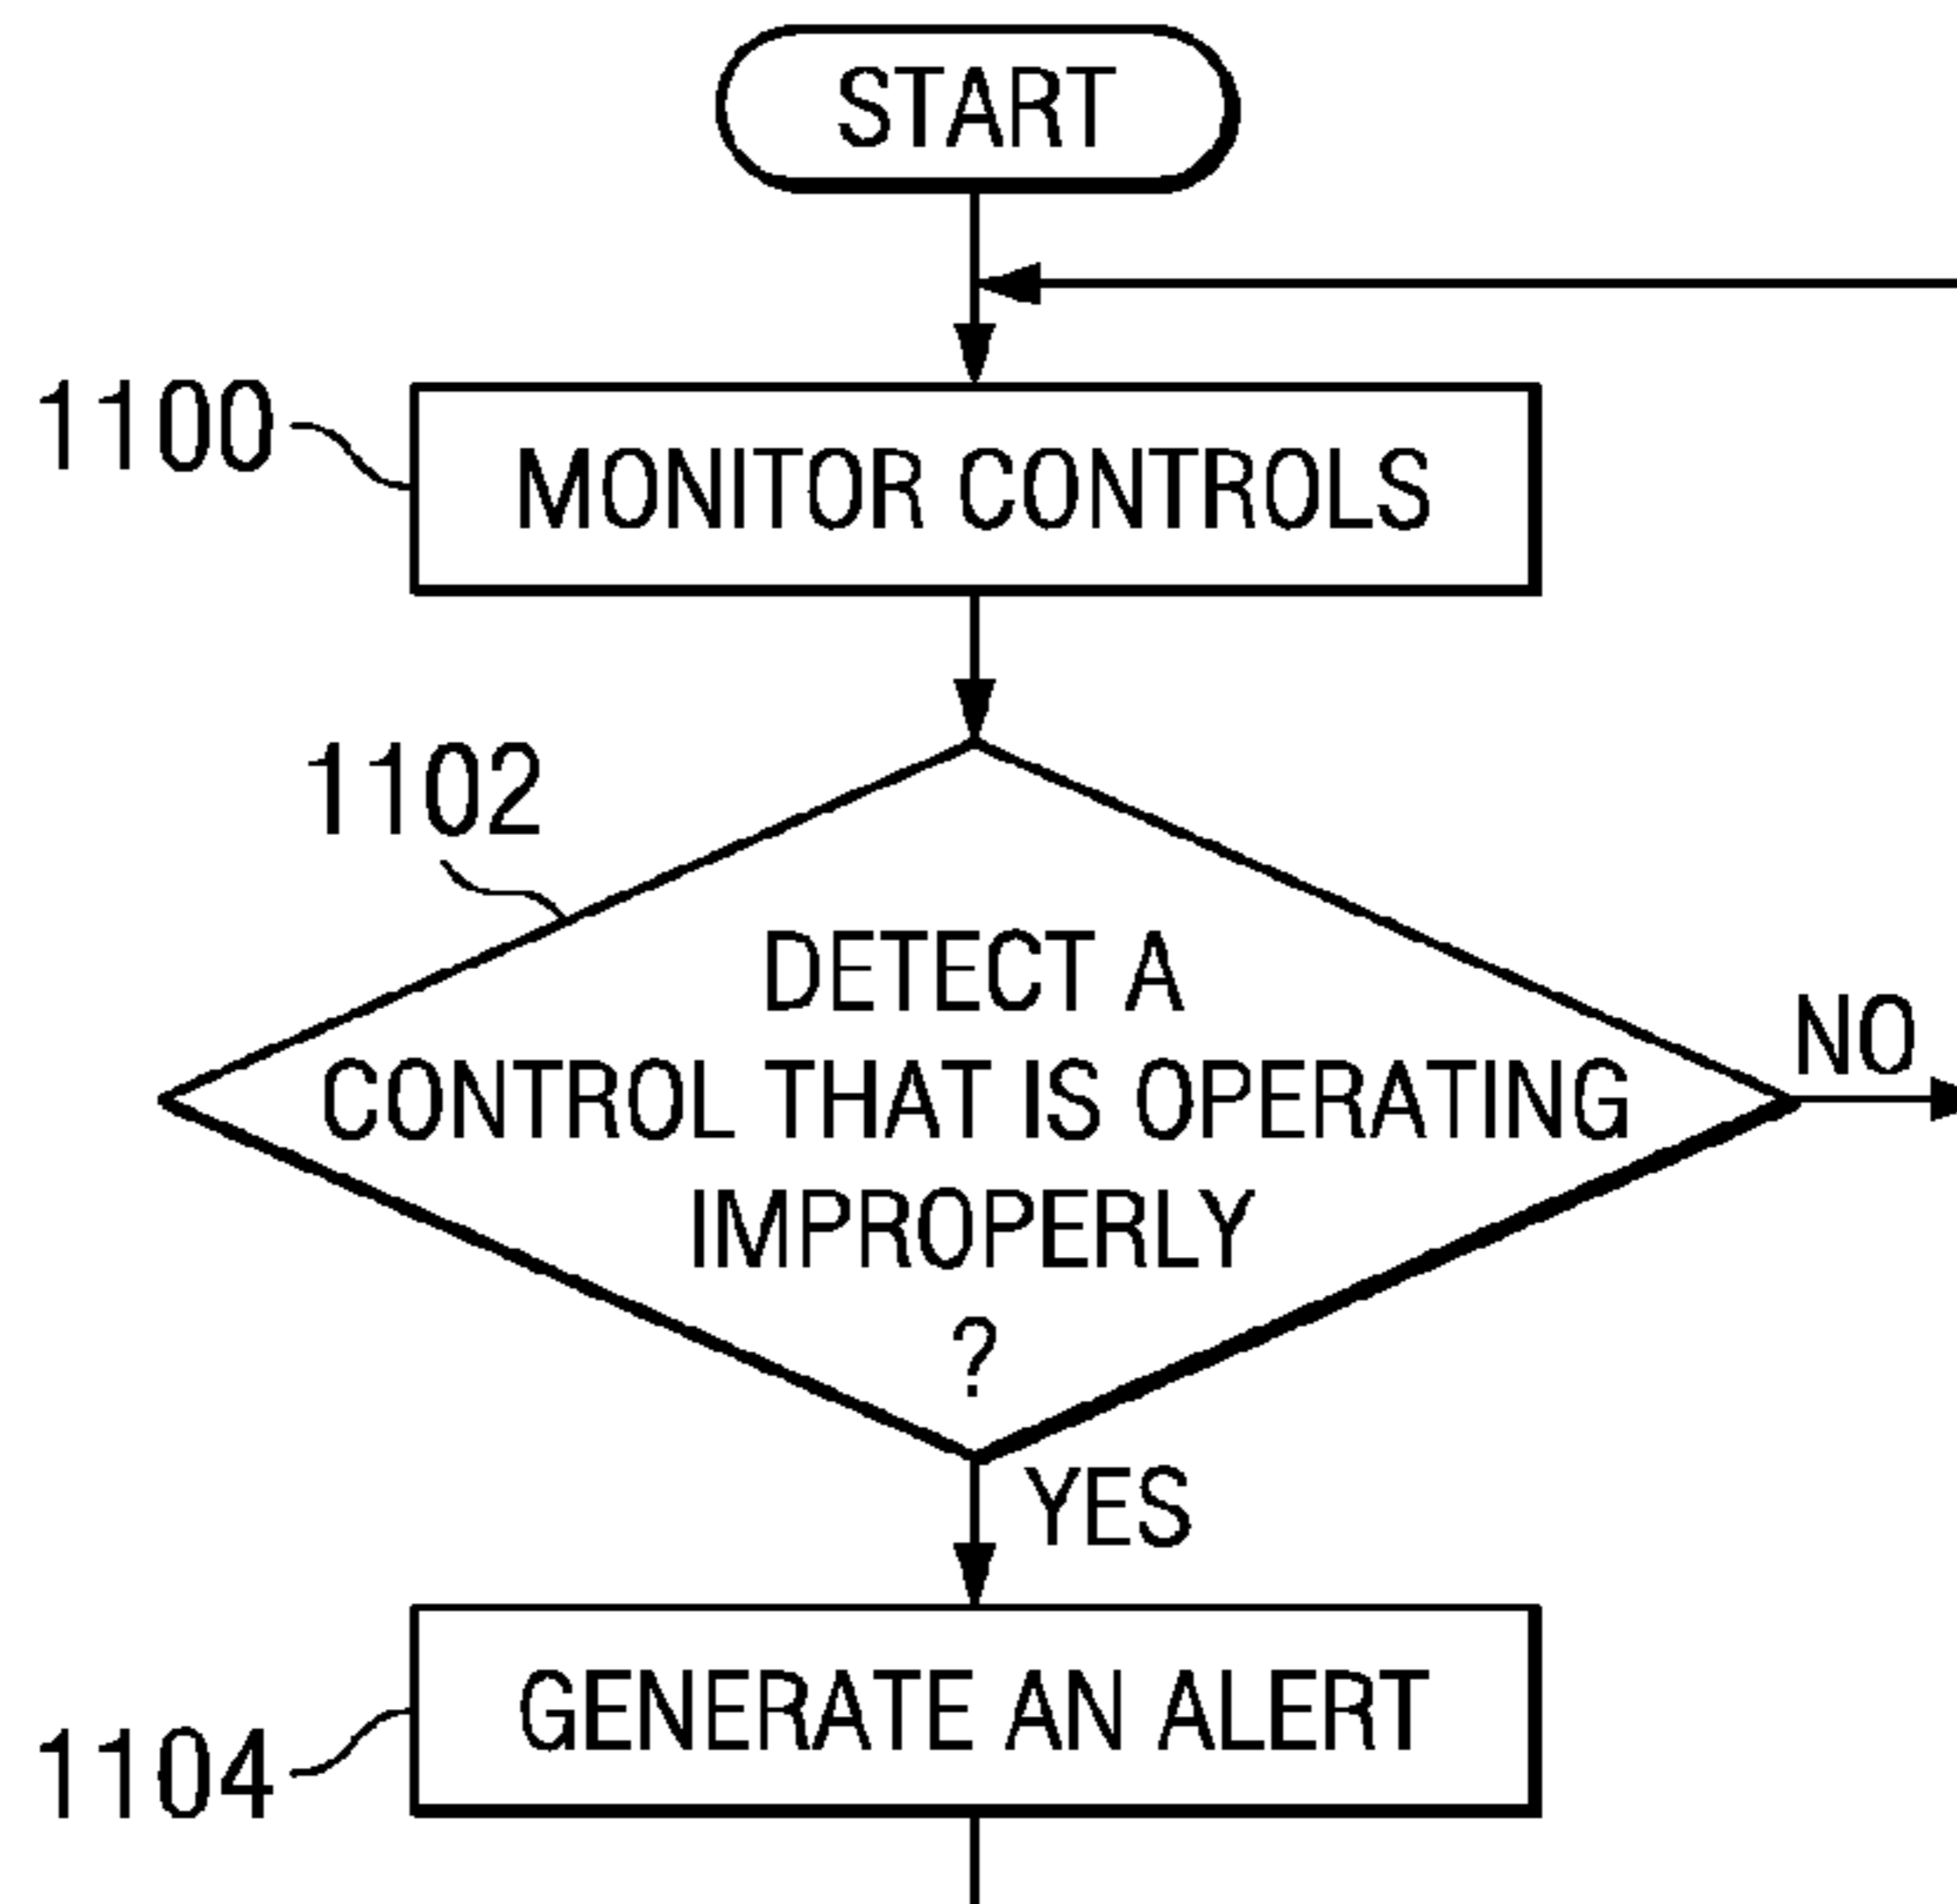 START
1100
MONITOR CONTROLS
1102
DETECT A
CONTROL THAT IS OPERATING
IMPROPERLY
?
NO
YES
GENERATE AN ALERT
1104